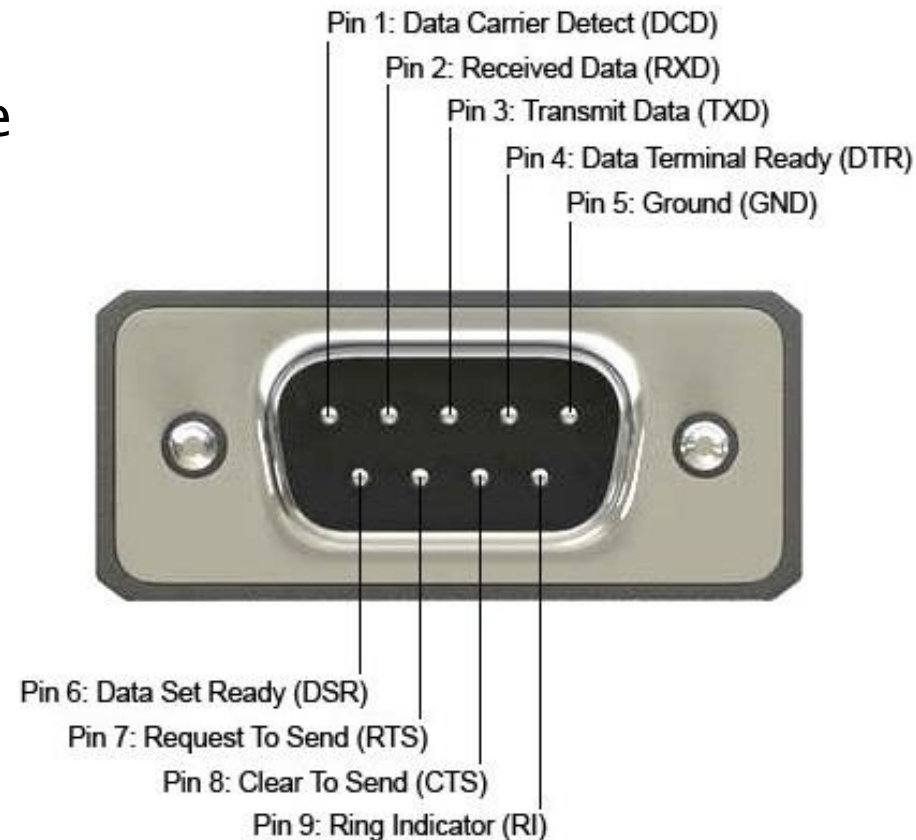 Pin 1: Data Carrier Detect (DCD)
Pin 2: Received Data (RXD)
e
Pin 3: Transmit Data (TXD)
Pin 4: Data Terminal Ready (DTR)
Pin 5: Ground (GND)
Pin 6: Data Set Ready (DSR)
Pin 7: Request To Send (RTS)
Pin 8: Clear To Send (CTS)
Pin 9: Ring Indicator (RI)